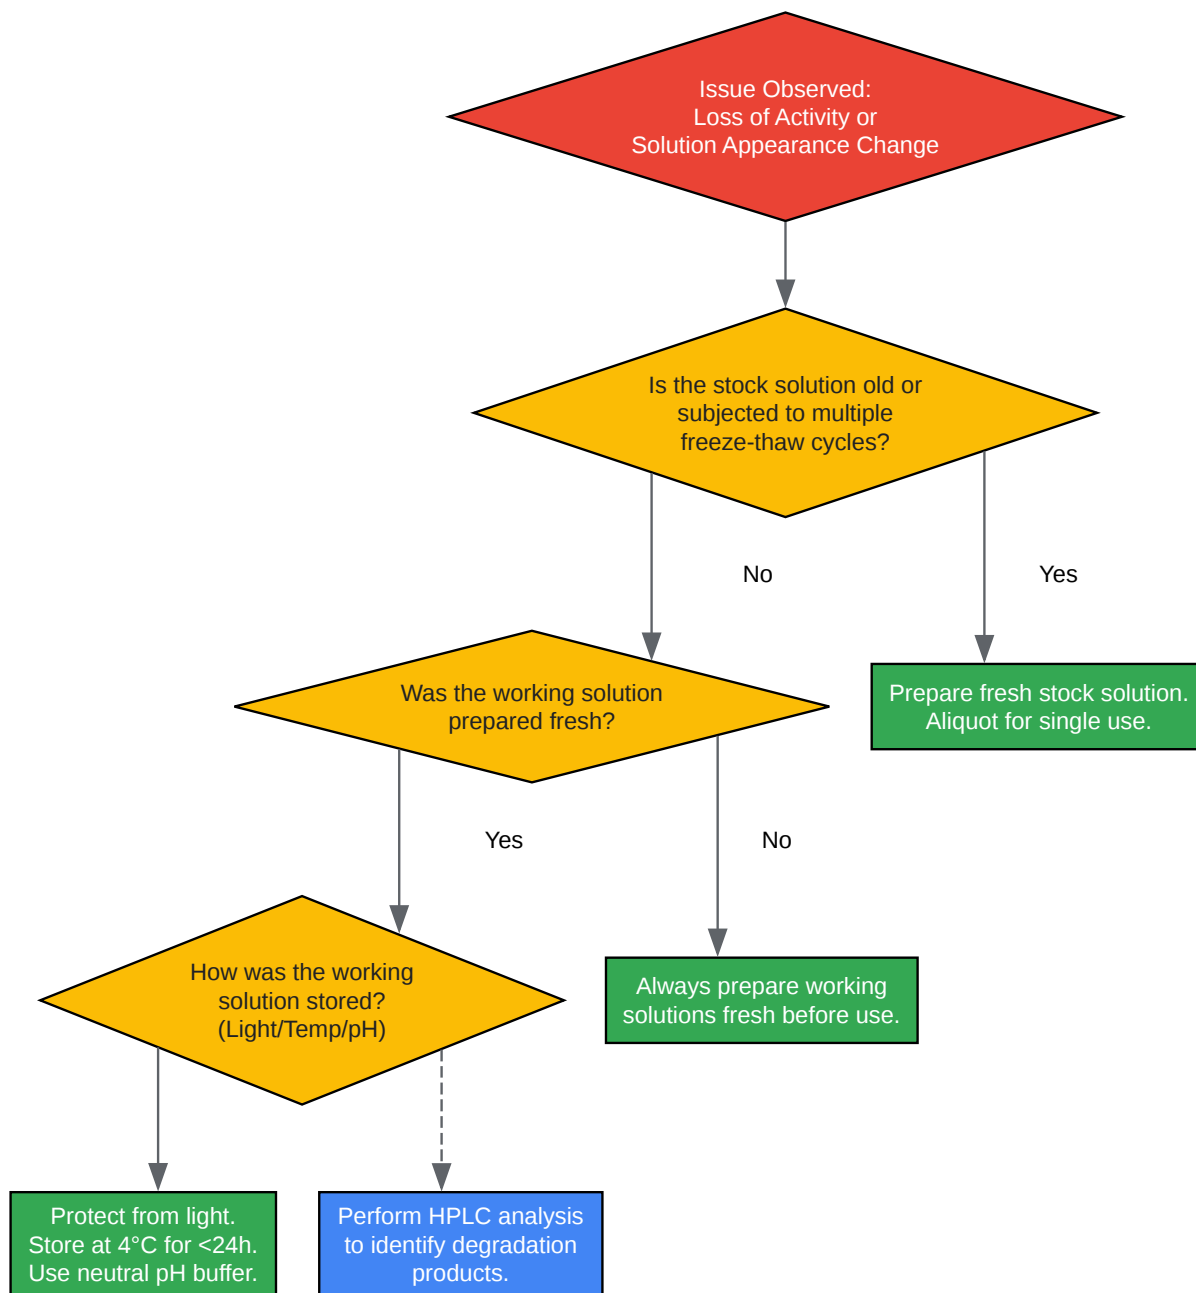 Issue Observed:
Loss of Activity or
Solution Appearance Change
Is the stock solution old or
subjected to multiple
freeze-thaw cycles?
No
Yes
Was the working solution
prepared fresh?
Prepare fresh stock solution.
Aliquot for single use.
Yes
No
How was the working
solution stored?
(Light/Temp/pH)
Always prepare working
solutions fresh before use.
Protect from light.
Store at 4°C for <24h.
Use neutral pH buffer.
Perform HPLC analysis
to identify degradation
products.